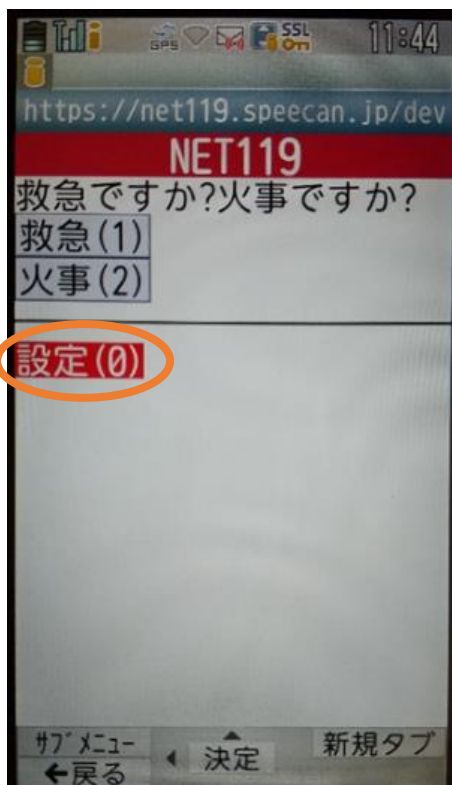 GPS SSL On 11:44
https://net119.speecan.jp/dev
NET119
救急ですか?火事ですか?
救急(1)
火事(2)
設定(0)
ｻﾌﾞﾒﾆｭｰ 決定 新規タブ
←戻る